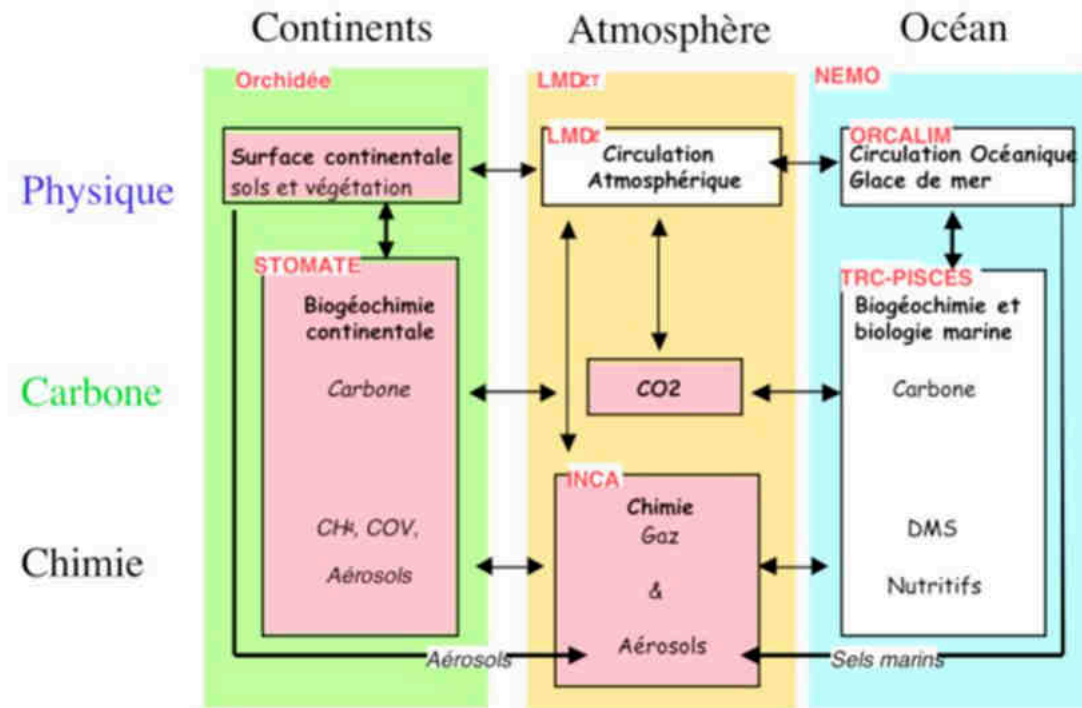 Continents
Atmosphère
Océan
Physique
Carbone
Chimie
Orchidée
Surface continentale
sols et végétation
STOMATE
Biogéochimie
continentale
Carbone
CH4, COV,
Aérosols
Aérosols
LMDZT
LMDZ
Circulation
Atmosphérique
CO2
INCA
Chimie
Gaz
&
Aérosols
NEMO
ORCALIM
Circulation Océanique
Glace de mer
TRC-PISCES
Biogéochimie et
biologie marine
Carbone
DMS
Nutritifs
Sels marins